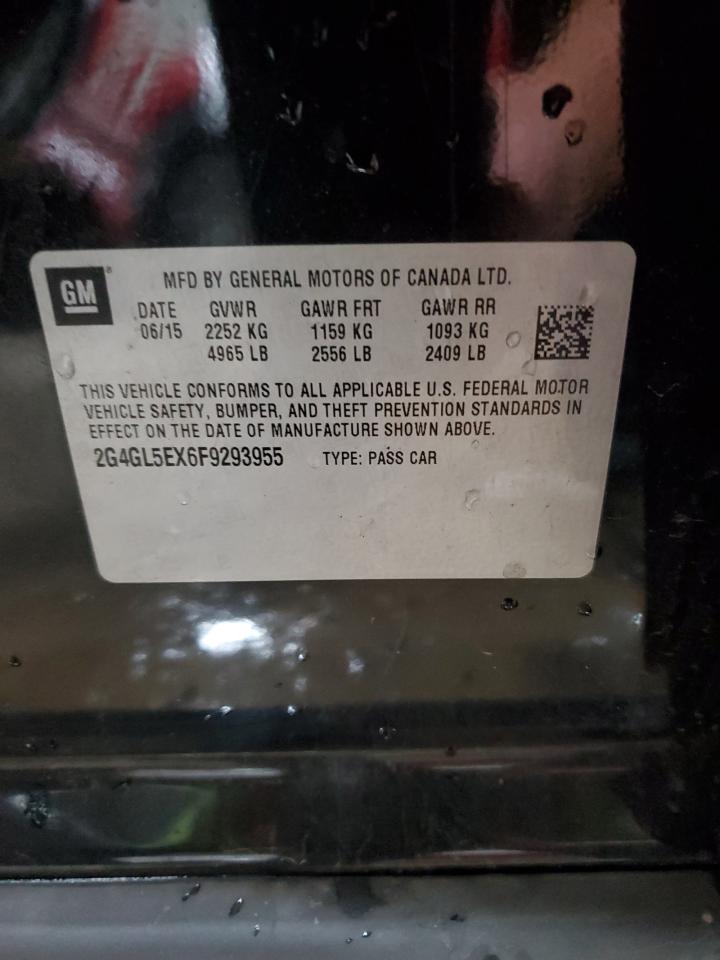 GM
MFD BY GENERAL MOTORS OF CANADA LTD.
DATE GVWR GAWR FRT GAWR RR
06/15 2252 KG 1159 KG 1093 KG
4965 LB 2556 LB 2409 LB
THIS VEHICLE CONFORMS TO ALL APPLICABLE U.S. FEDERAL MOTOR
VEHICLE SAFETY, BUMPER, AND THEFT PREVENTION STANDARDS IN
EFFECT ON THE DATE OF MANUFACTURE SHOWN ABOVE.
2G4GL5EX6F9293955 TYPE: PASS CAR